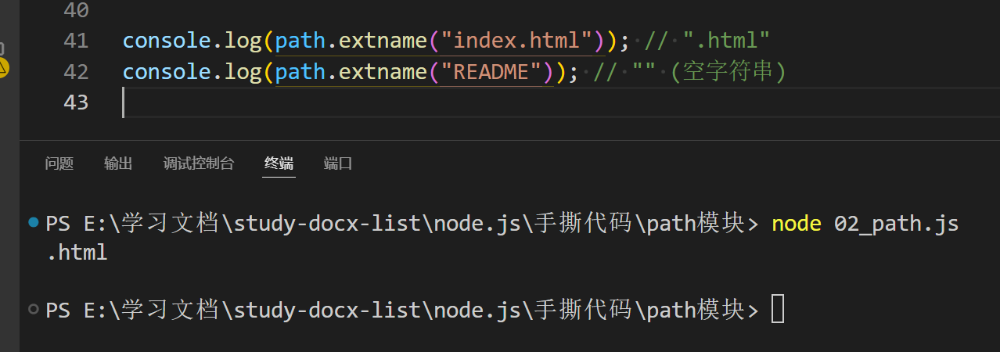 40
41 console.log(path.extname("index.html")); // ".html"
42 console.log(path.extname("README")); // "" (空字符串)
43
问题 输出 调试控制台 终端 端口
PS E:\学习文档\study-docx-list\node.js\手撕代码\path模块> node 02_path.js
.html
PS E:\学习文档\study-docx-list\node.js\手撕代码\path模块>